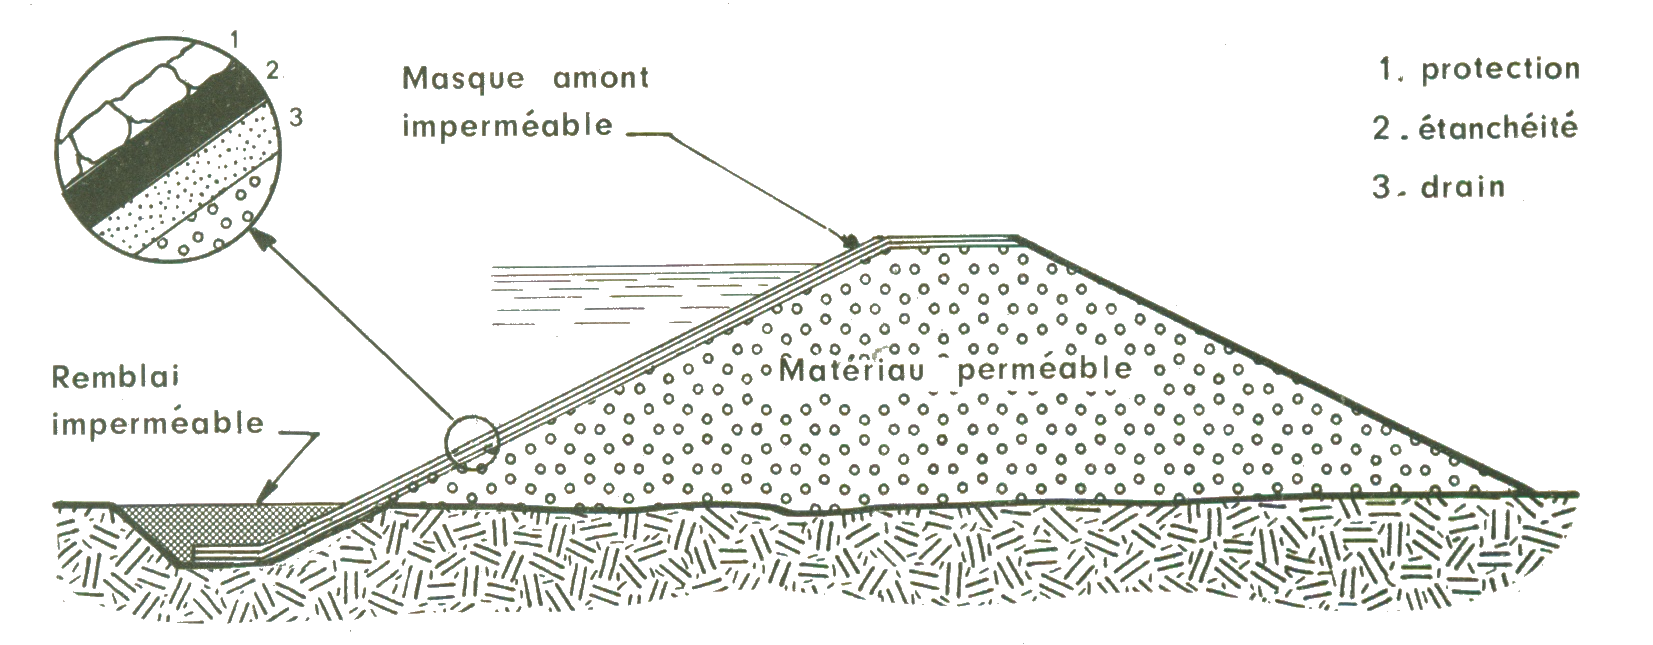 1
2
3
Masque amont
imperméable
1. protection
2. étanchéité
3. drain
Matériau perméable
Remblai
imperméable